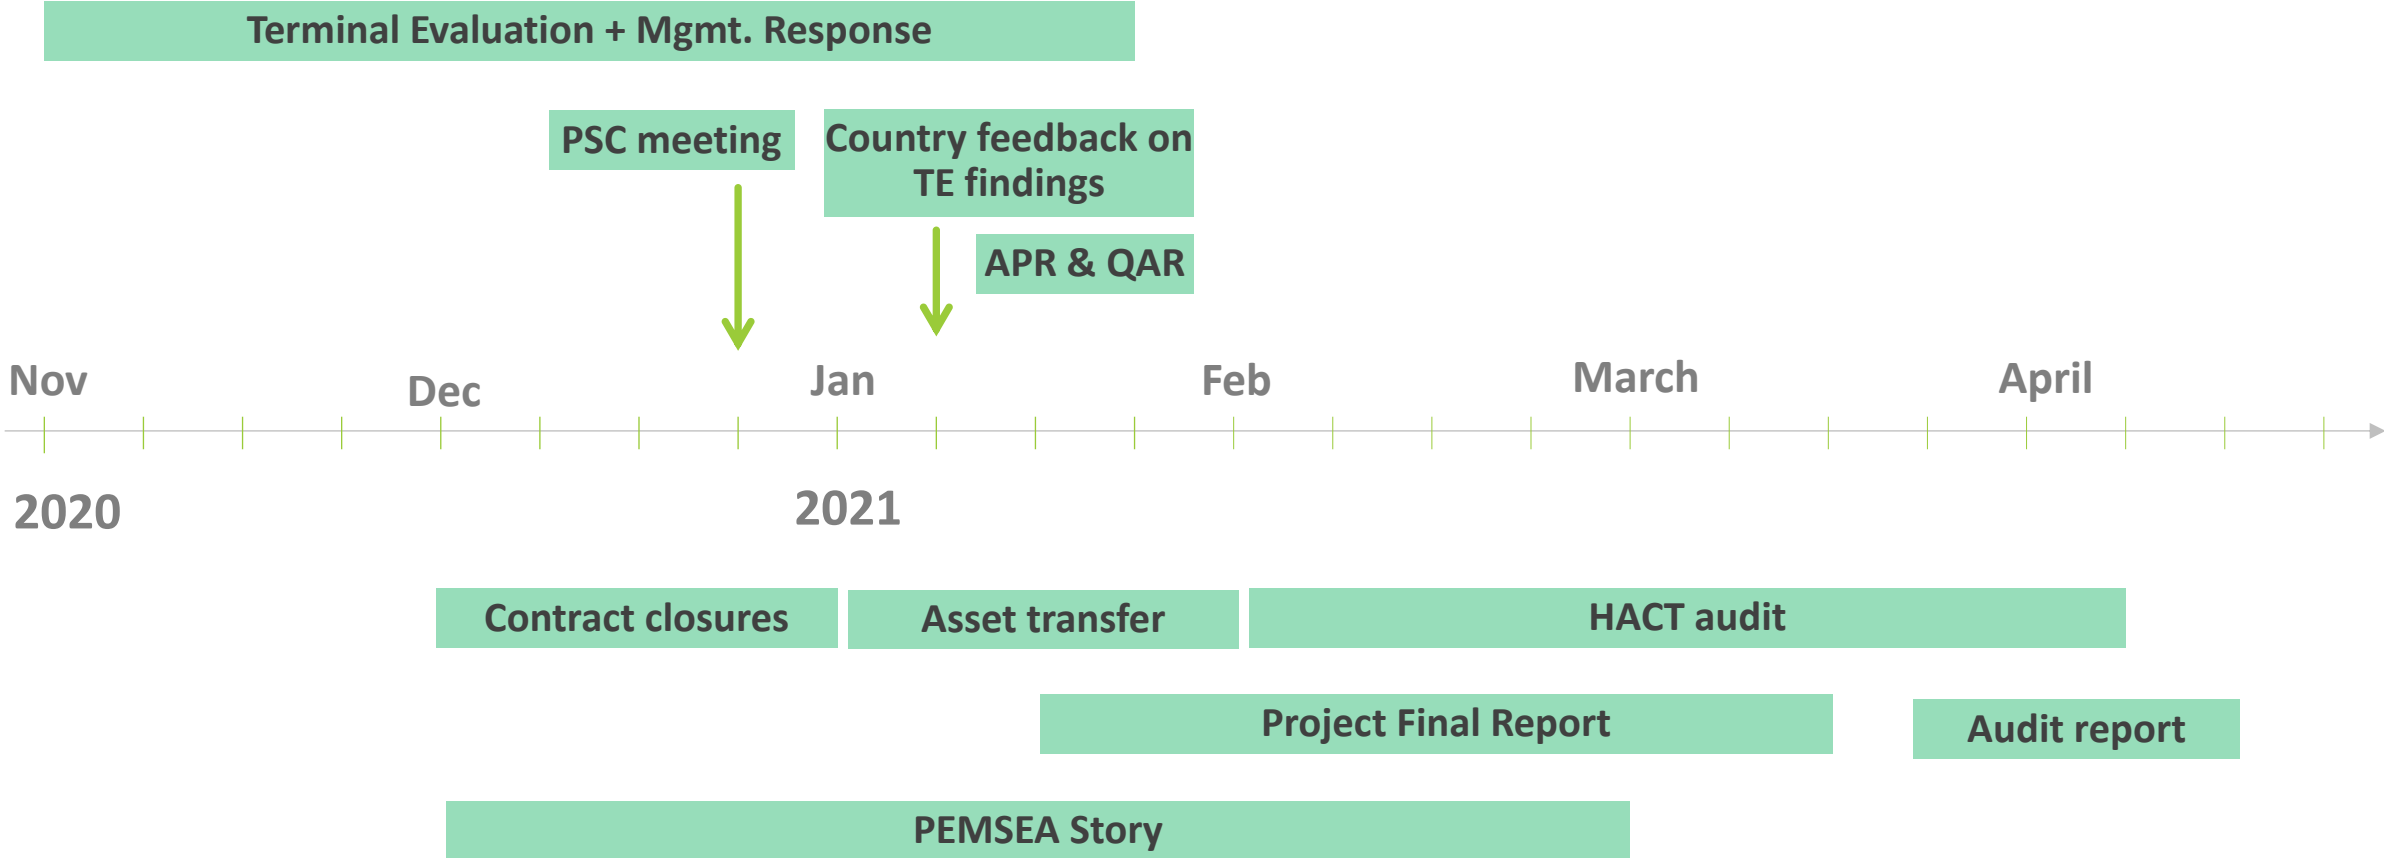 Terminal Evaluation + Mgmt. Response
PSC meeting
Country feedback on
TE findings
APR & QAR
Nov
Dec
Jan
Feb
March
April
2020
2021
Contract closures
Asset transfer
HACT audit
Project Final Report
Audit report
PEMSEA Story